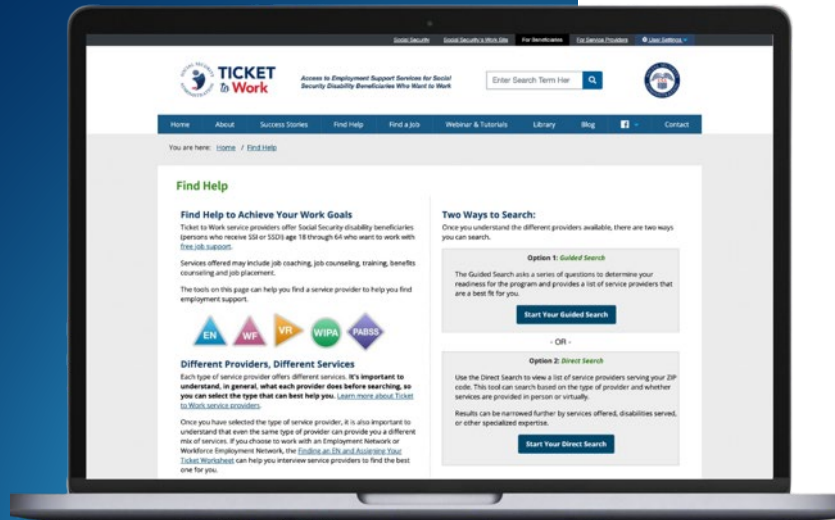 Social Security
Social Security's Work Site
For Beneficiaries
For Service Providers
User Settings
SOCIAL SECURITY
ADMINISTRATION
TICKET
to Work
Access to Employment Support Services for Social
Security Disability Beneficiaries Who Want to Work
Enter Search Term Her
Home
About
Success Stories
Find Help
Find a Job
Webinar & Tutorials
Library
Blog
Contact
You are here: Home / Find Help
Find Help
Find Help to Achieve Your Work Goals
Ticket to Work service providers offer Social Security disability beneficiaries
(persons who receive SSI or SSDI) age 18 through 64 who want to work with
free job support.
Services offered may include job coaching, job counseling, training, benefits
counseling and job placement.
The tools on this page can help you find a service provider to help you find
employment support.
EN
WF
VR
WIPA
PABSS
Different Providers, Different Services
Each type of service provider offers different services. It's important to
understand, in general, what each provider does before searching, so
you can select the type that can best help you. Learn more about Ticket
to Work service providers.
Once you have selected the type of service provider, it is also important to
understand that even the same type of provider can provide you a different
mix of services. If you choose to work with an Employment Network or
Workforce Employment Network, the Finding an EN and Assigning Your
Ticket Worksheet can help you interview service providers to find the best
one for you.
Two Ways to Search:
Once you understand the different providers available, there are two ways
you can search.
Option 1: Guided Search
The Guided Search asks a series of questions to determine your
readiness for the program and provides a list of service providers that
are a best fit for you.
Start Your Guided Search
- OR -
Option 2: Direct Search
Use the Direct Search to view a list of service providers serving your ZIP
code. This tool can search based on the type of provider and whether
services are provided in person or virtually.
Results can be narrowed further by services offered, disabilities served,
or other specialized expertise.
Start Your Direct Search